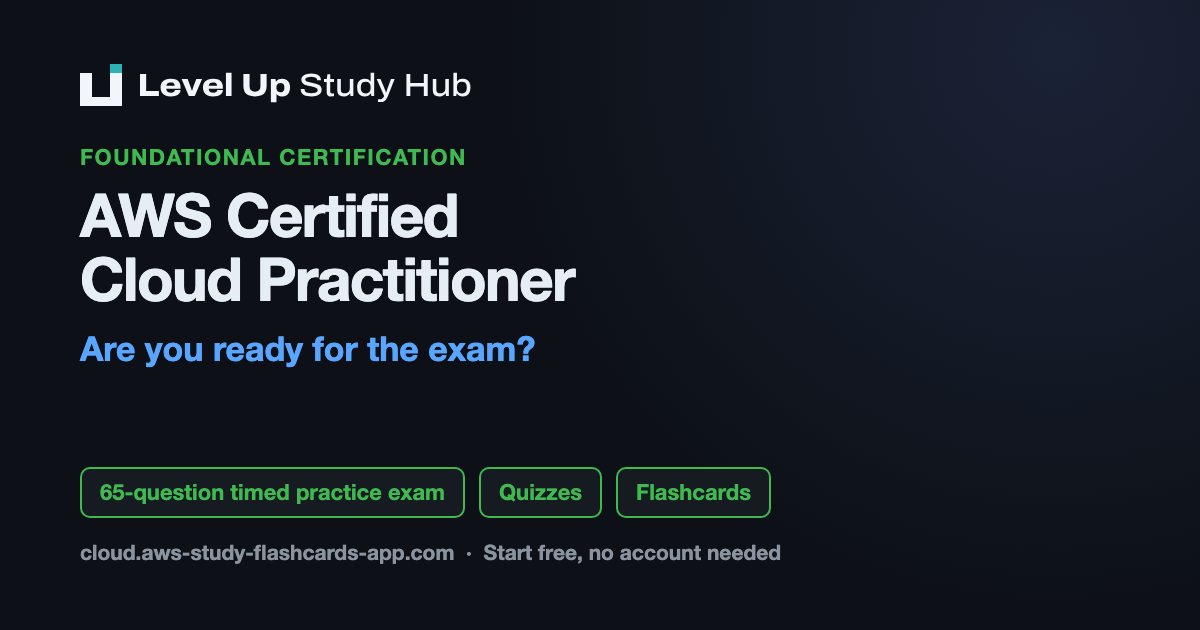 Level Up Study Hub
FOUNDATIONAL CERTIFICATION
AWS Certified
Cloud Practitioner
Are you ready for the exam?
65-question timed practice exam
Quizzes
Flashcards
cloud.aws-study-flashcards-app.com · Start free, no account needed